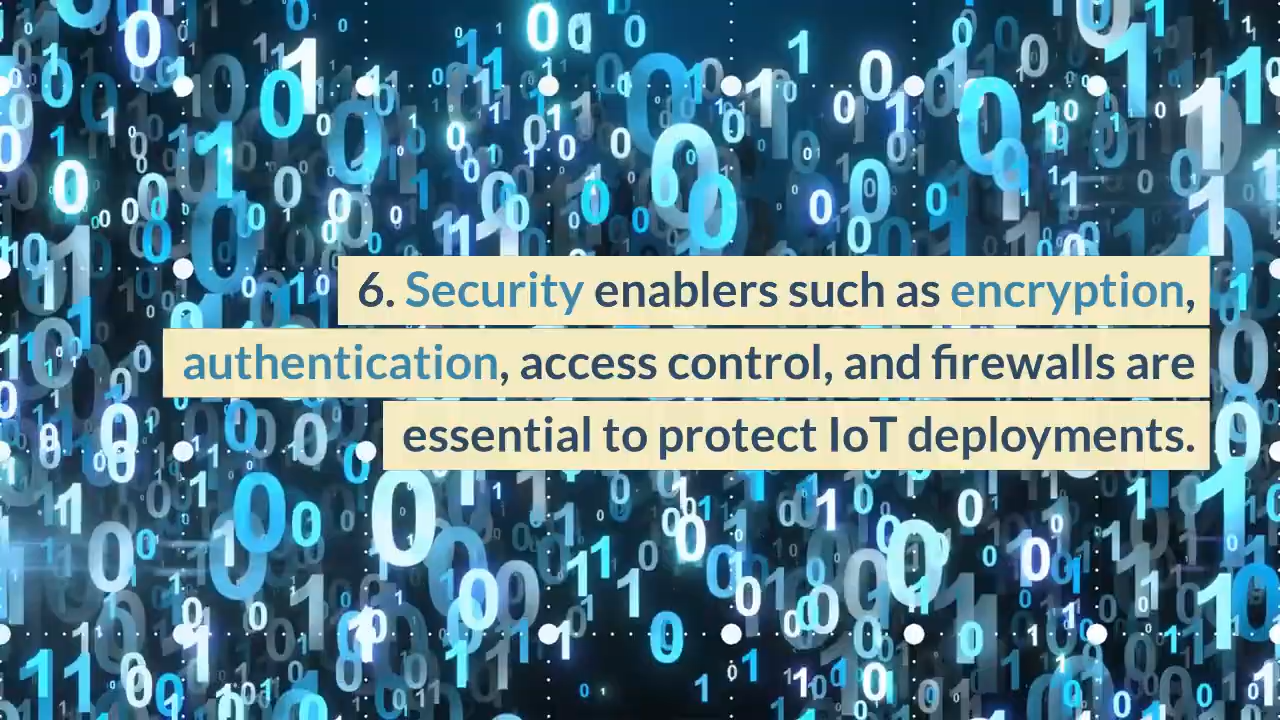 6. Security enablers such as encryption,
authentication, access control, and firewalls are
essential to protect IoT deployments.